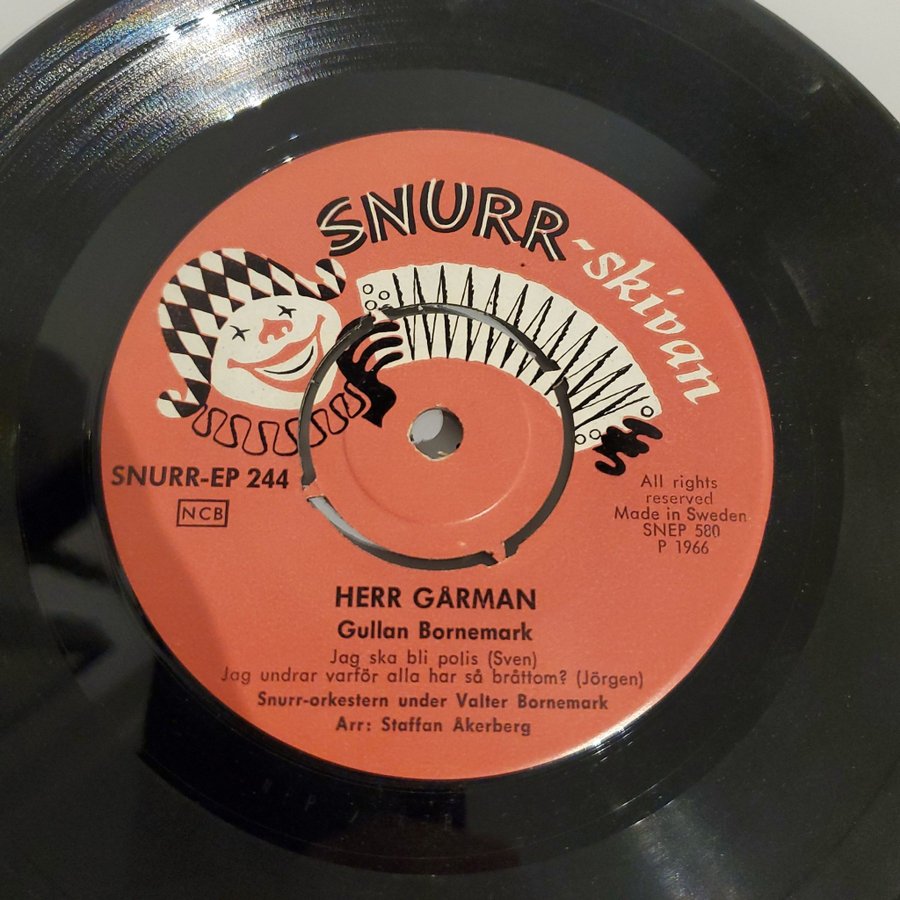 SNURR-skivan
SNURR-EP 244
NCB
All rights
reserved
Made in Sweden
SNEP 580
P 1966
HERR GÅRMAN
Gullan Bornemark
Jag ska bli polis (Sven)
Jag undrar varför alla har så bråttom? (Jörgen)
Snurr-orkestern under Valter Bornemark
Arr: Staffan Åkerberg